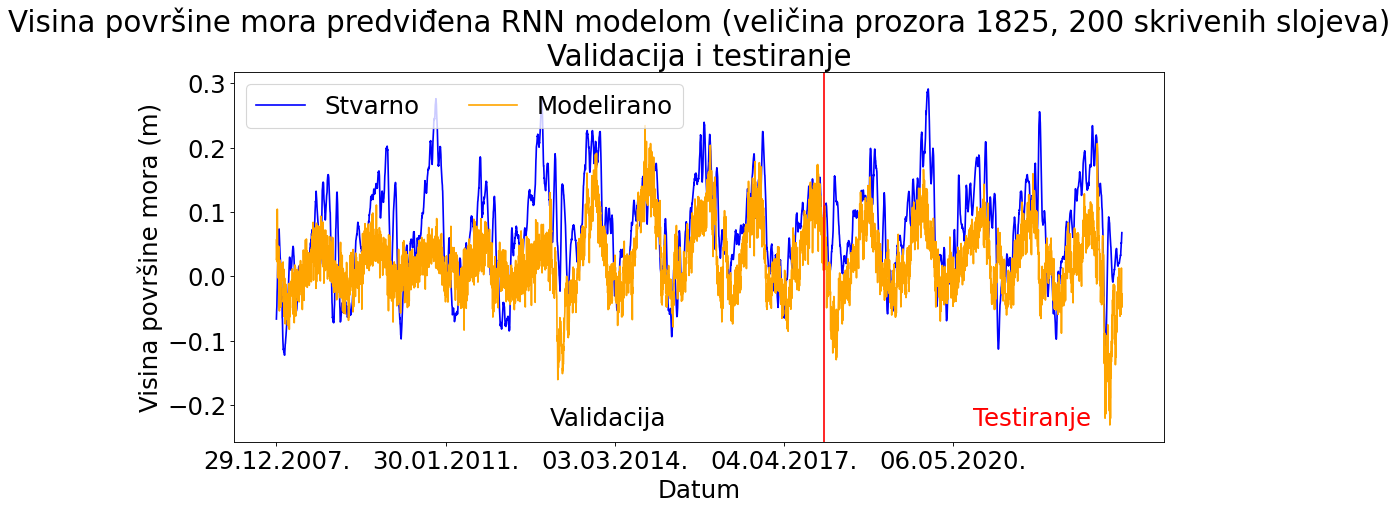 Visina površine mora predviđena RNN modelom (veličina prozora 1825, 200 skrivenih slojeva)
Validacija i testiranje
Stvarno
Modelirano
Visina površine mora (m)
0.3
0.2
0.1
0.0
−0.1
−0.2
Validacija
Testiranje
29.12.2007.
30.01.2011.
03.03.2014.
04.04.2017.
06.05.2020.
Datum